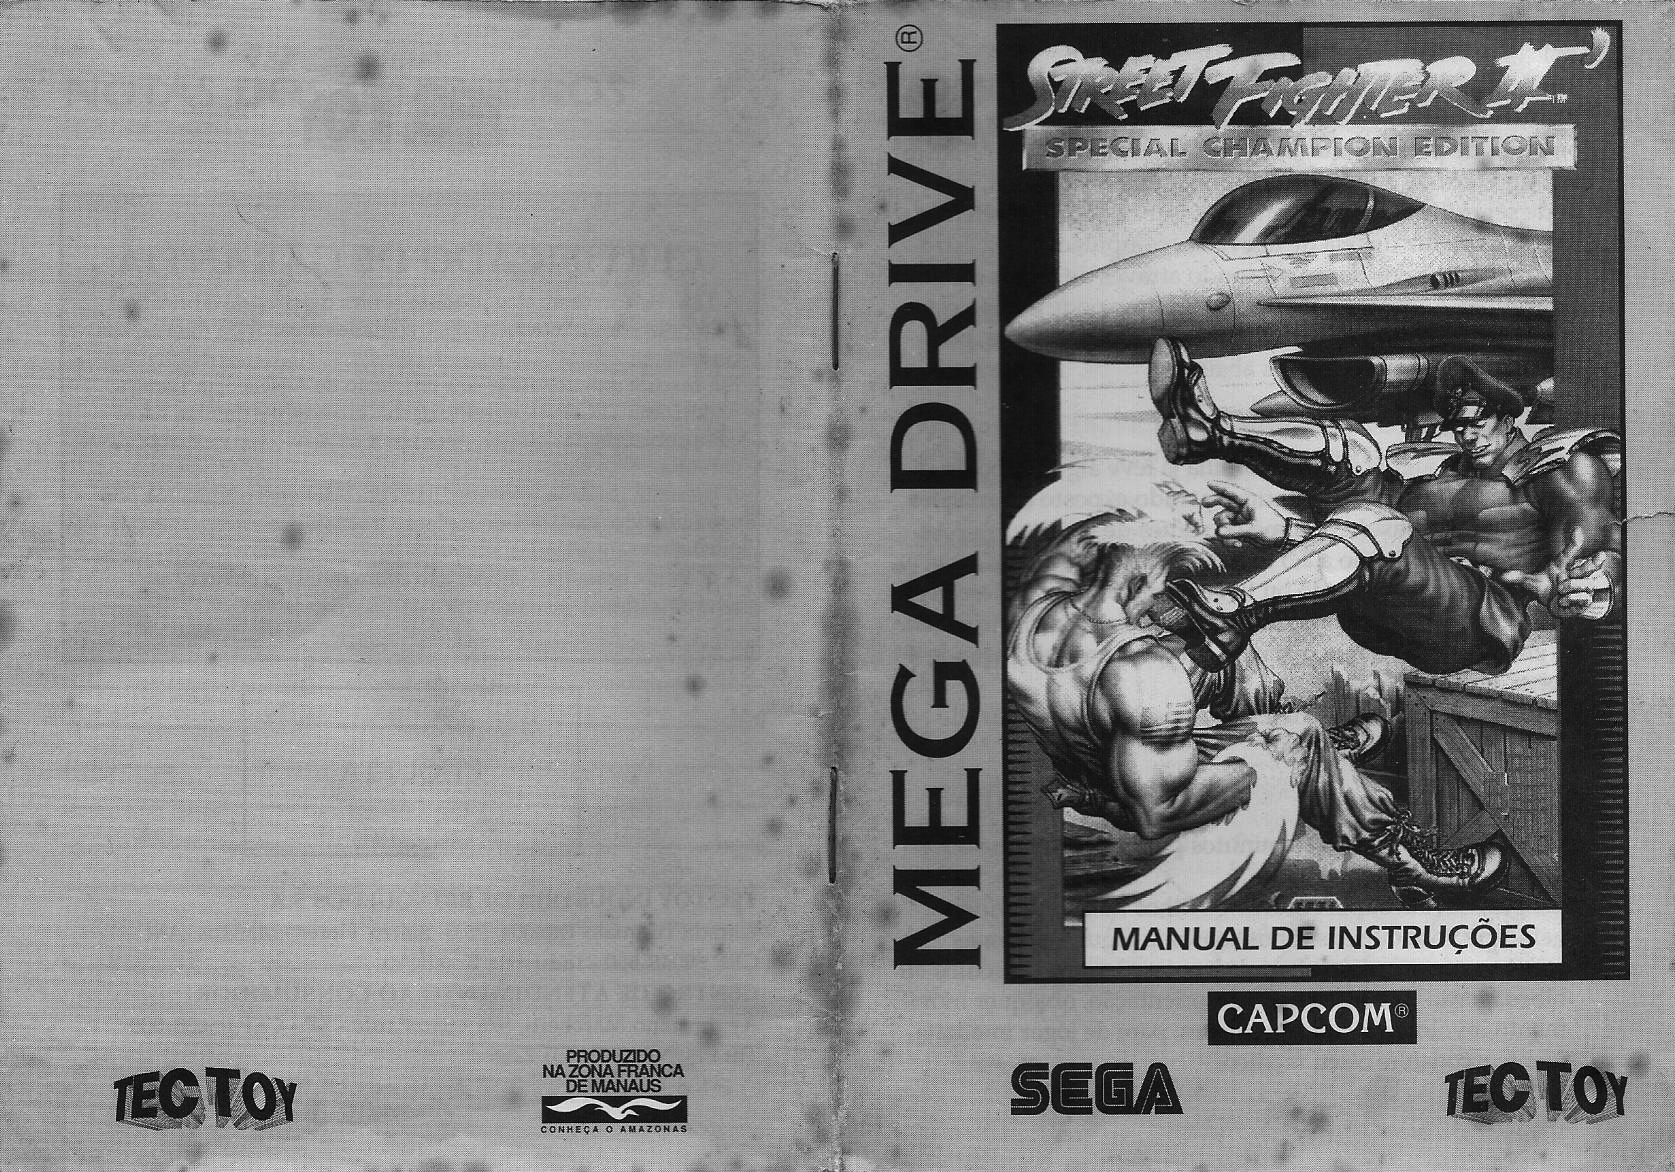 TEC TOY
PRODUZIDO
NA ZONA FRANCA
DE MANAUS
CONHEÇA O AMAZONAS
MEGA DRIVE®
STREET FIGHTER II'™
SPECIAL CHAMPION EDITION
MANUAL DE INSTRUÇÕES
CAPCOM®
SEGA
TEC TOY